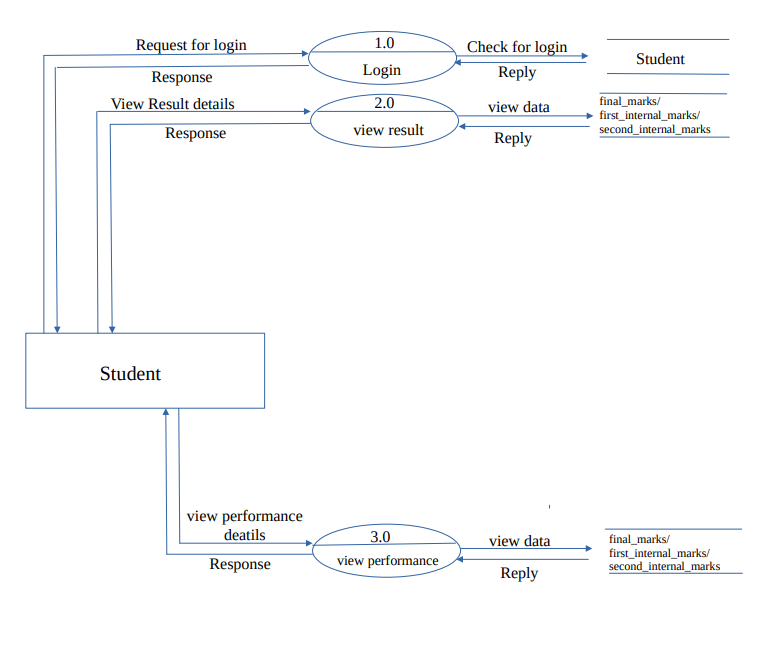 Request for login
1.0
Check for login
Student
Login
Response
Reply
View Result details
2.0
view data
final_marks/
first_internal_marks/
second_internal_marks
view result
Response
Reply
Student
view performance
deatils
3.0
view data
final_marks/
first_internal_marks/
second_internal_marks
view performance
Response
Reply